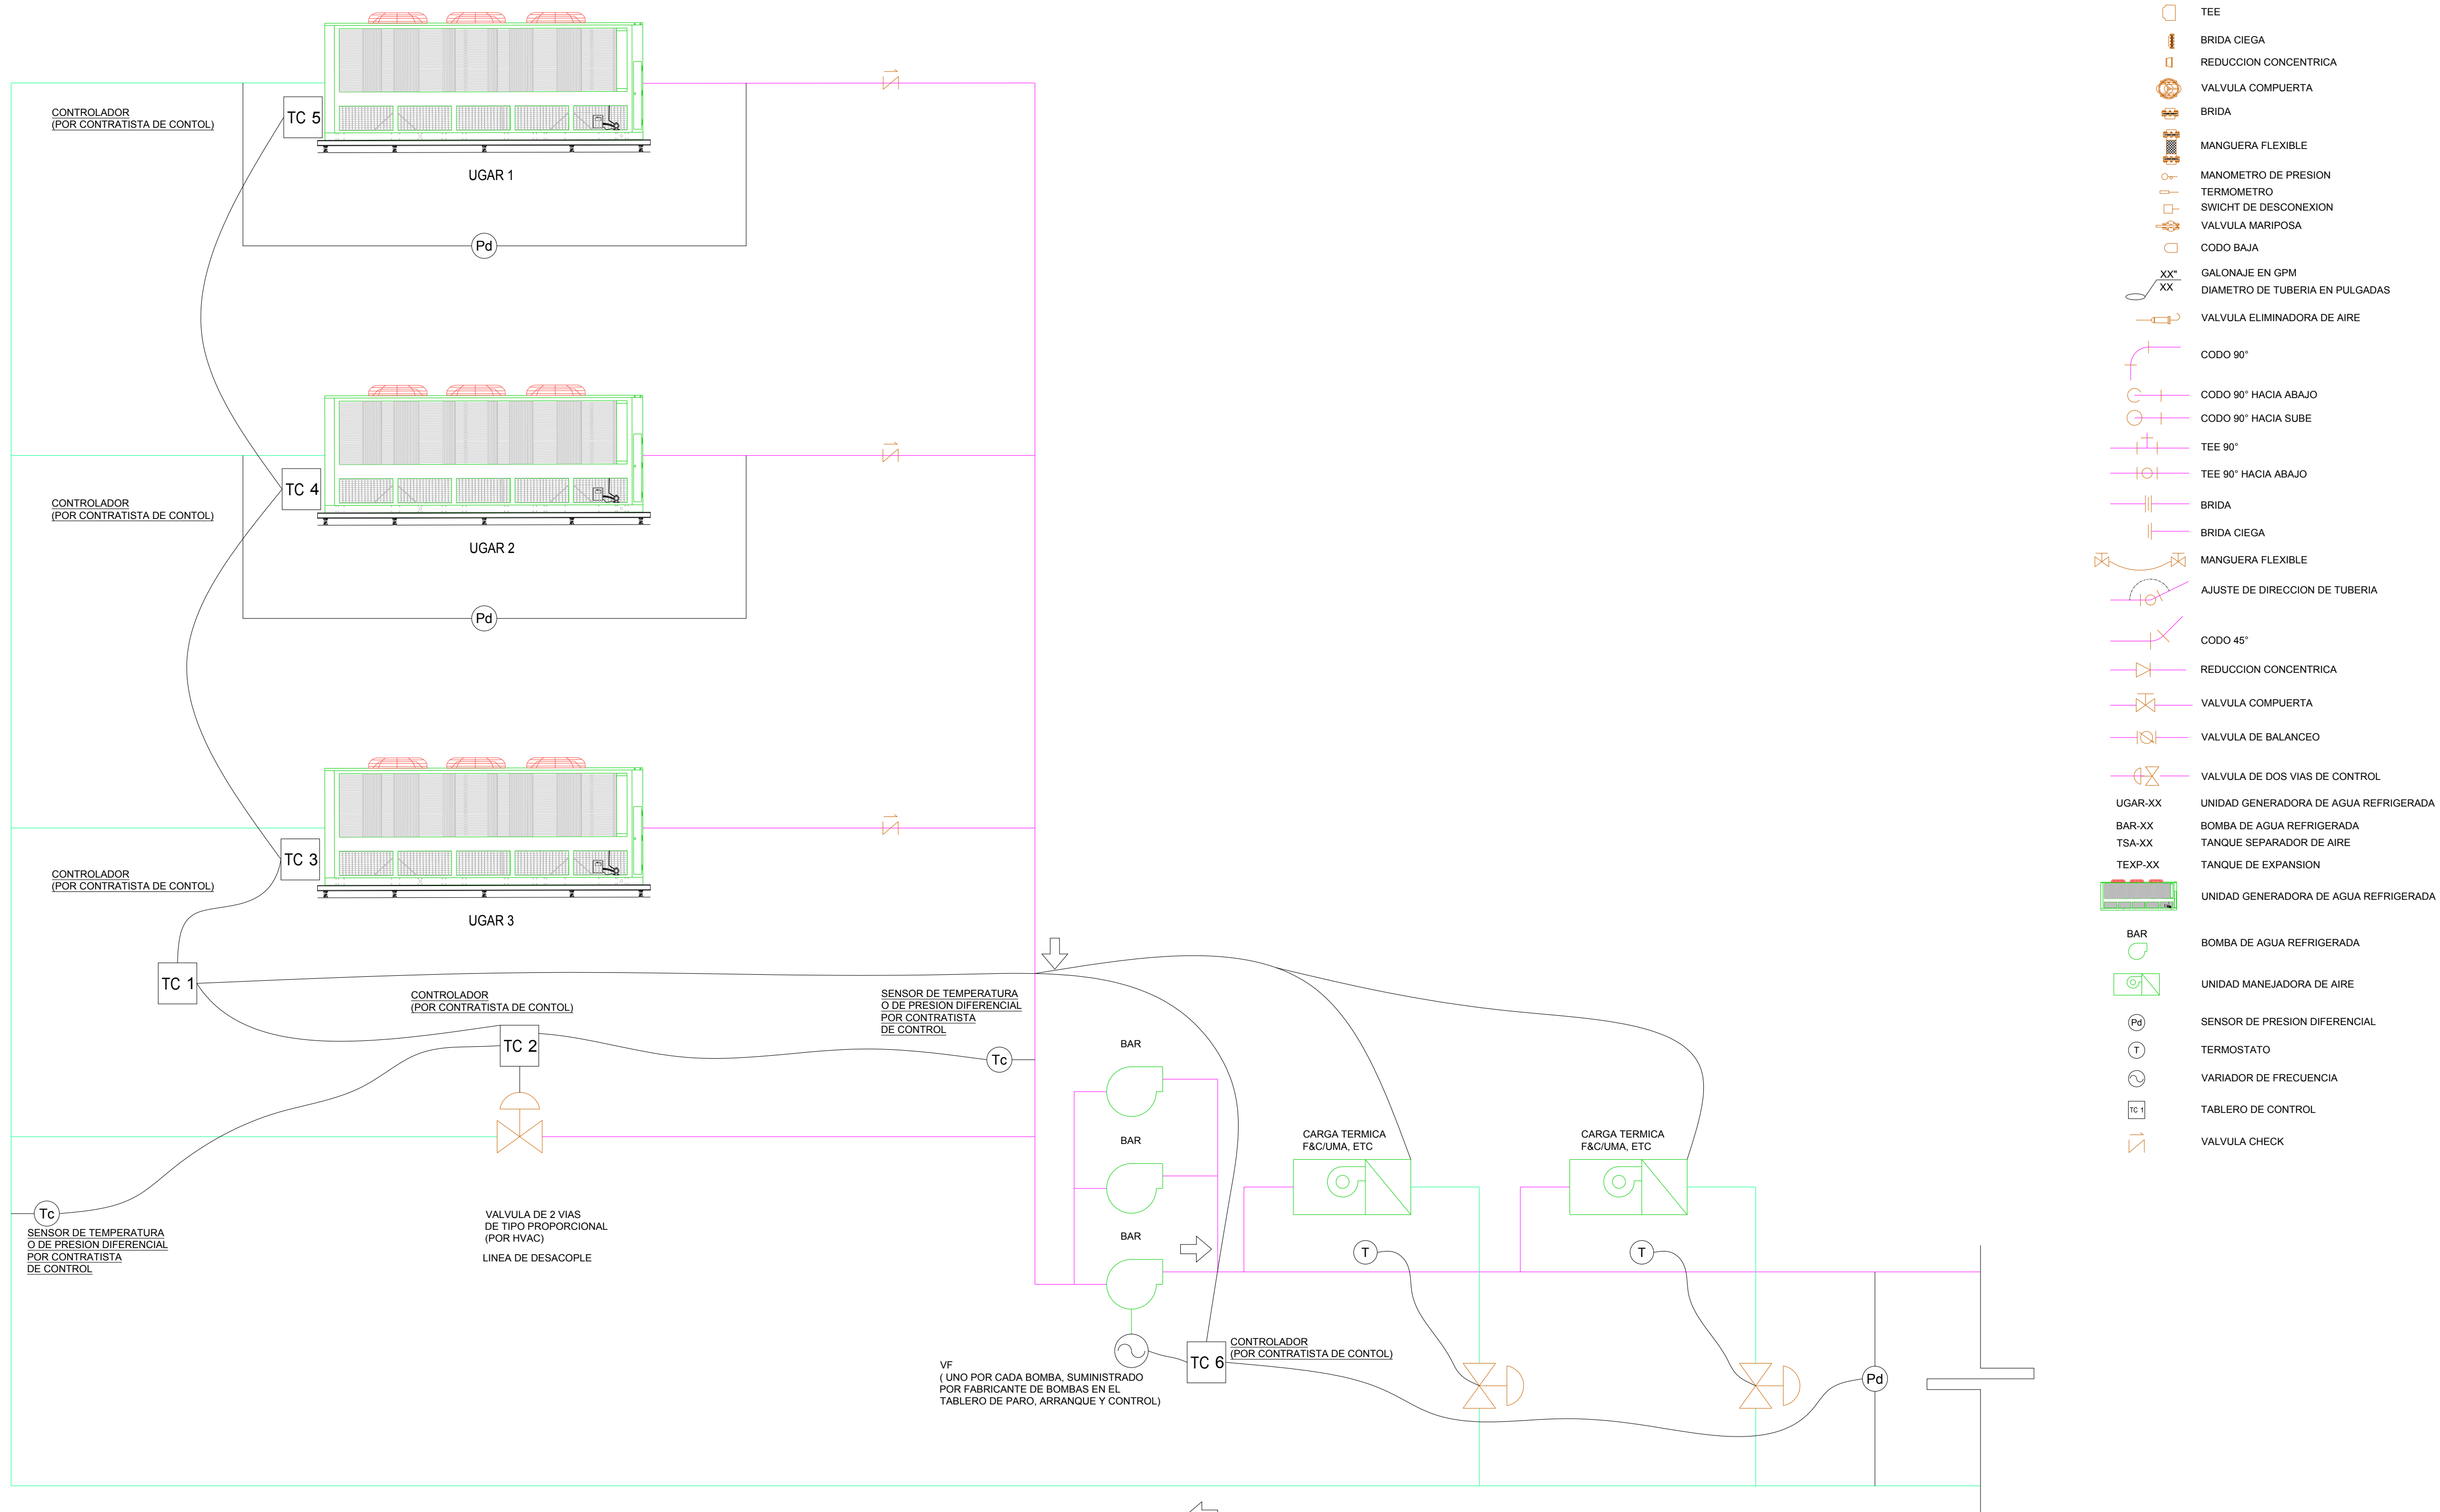 CONTROLADOR
(POR CONTRATISTA DE CONTOL)
TC 5
UGAR 1
Pd
CONTROLADOR
(POR CONTRATISTA DE CONTOL)
TC 4
UGAR 2
Pd
CONTROLADOR
(POR CONTRATISTA DE CONTOL)
TC 3
UGAR 3
TC 1
CONTROLADOR
(POR CONTRATISTA DE CONTOL)
TC 2
SENSOR DE TEMPERATURA
O DE PRESION DIFERENCIAL
POR CONTRATISTA
DE CONTROL
Tc
Tc
SENSOR DE TEMPERATURA
O DE PRESION DIFERENCIAL
POR CONTRATISTA
DE CONTROL
VALVULA DE 2 VIAS
DE TIPO PROPORCIONAL
(POR HVAC)
LINEA DE DESACOPLE
BAR
BAR
BAR
CARGA TERMICA
F&C/UMA, ETC
CARGA TERMICA
F&C/UMA, ETC
T
T
VF
( UNO POR CADA BOMBA, SUMINISTRADO
POR FABRICANTE DE BOMBAS EN EL
TABLERO DE PARO, ARRANQUE Y CONTROL)
TC 6
CONTROLADOR
(POR CONTRATISTA DE CONTOL)
Pd
TEE
BRIDA CIEGA
REDUCCION CONCENTRICA
VALVULA COMPUERTA
BRIDA
MANGUERA FLEXIBLE
MANOMETRO DE PRESION
TERMOMETRO
SWICHT DE DESCONEXION
VALVULA MARIPOSA
CODO BAJA
XX" GALONAJE EN GPM
XX DIAMETRO DE TUBERIA EN PULGADAS
VALVULA ELIMINADORA DE AIRE
CODO 90°
CODO 90° HACIA ABAJO
CODO 90° HACIA SUBE
TEE 90°
TEE 90° HACIA ABAJO
BRIDA
BRIDA CIEGA
MANGUERA FLEXIBLE
AJUSTE DE DIRECCION DE TUBERIA
CODO 45°
REDUCCION CONCENTRICA
VALVULA COMPUERTA
VALVULA DE BALANCEO
VALVULA DE DOS VIAS DE CONTROL
UGAR-XX UNIDAD GENERADORA DE AGUA REFRIGERADA
BAR-XX BOMBA DE AGUA REFRIGERADA
TSA-XX TANQUE SEPARADOR DE AIRE
TEXP-XX TANQUE DE EXPANSION
UNIDAD GENERADORA DE AGUA REFRIGERADA
BAR BOMBA DE AGUA REFRIGERADA
UNIDAD MANEJADORA DE AIRE
Pd SENSOR DE PRESION DIFERENCIAL
T TERMOSTATO
VARIADOR DE FRECUENCIA
TC 1 TABLERO DE CONTROL
VALVULA CHECK